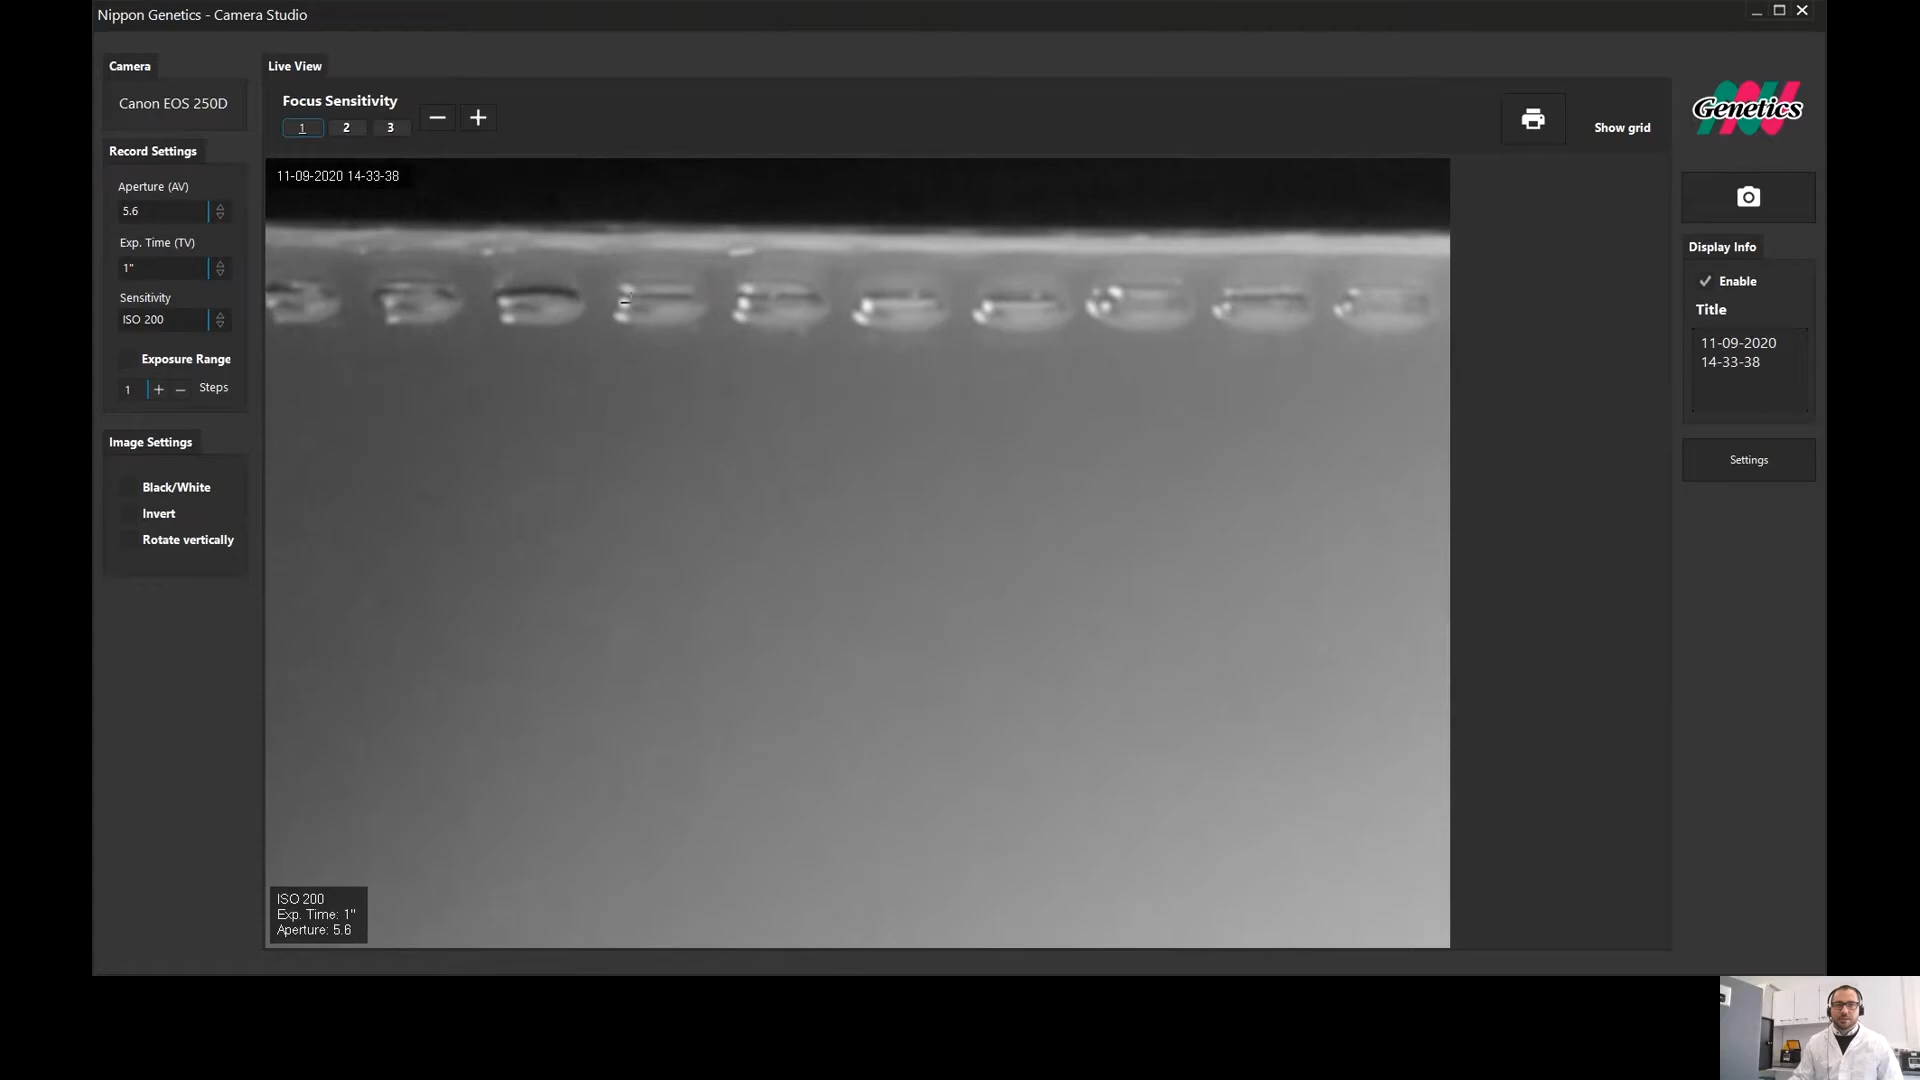 Nippon Genetics - Camera Studio
Camera
Canon EOS 250D
Record Settings
Aperture (AV)
5.6
Exp. Time (TV)
1"
Sensitivity
ISO 200
Exposure Range
1 + − Steps
Image Settings
Black/White
Invert
Rotate vertically
Live View
Focus Sensitivity
1 2 3 − +
Show grid
11-09-2020 14-33-38
ISO 200
Exp. Time: 1"
Aperture: 5.6
Genetics
Display Info
Enable
Title
11-09-2020
14-33-38
Settings